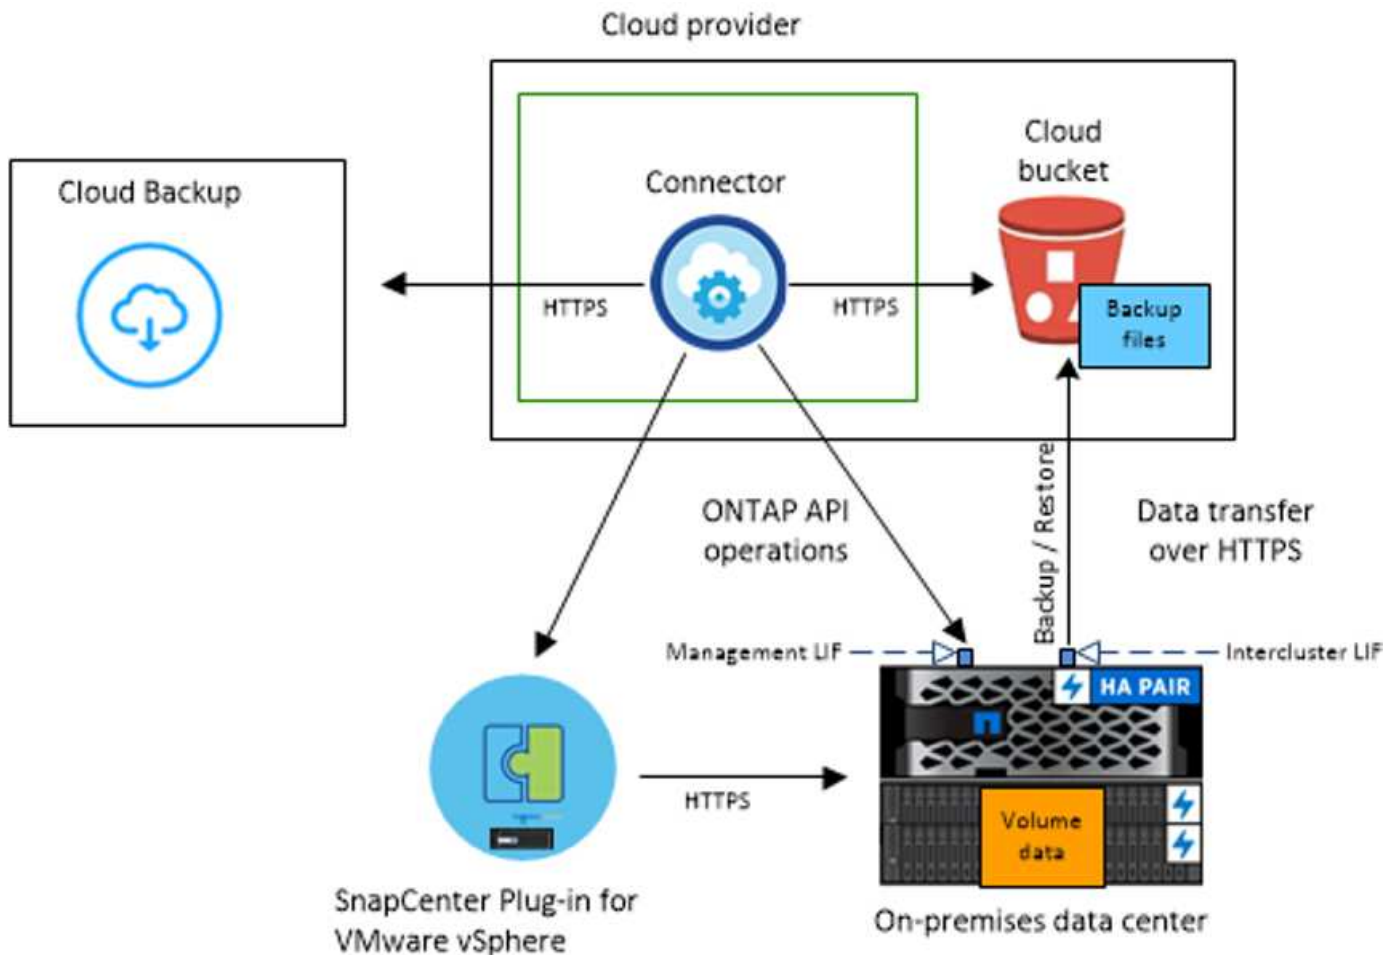 Cloud provider
Cloud Backup
Connector
Cloud
bucket
HTTPS
HTTPS
Backup
files
ONTAP API
operations
Backup / Restore
Data transfer
over HTTPS
Management LIF
Intercluster LIF
HA PAIR
HTTPS
Volume
data
SnapCenter Plug-in for
VMware vSphere
On-premises data center